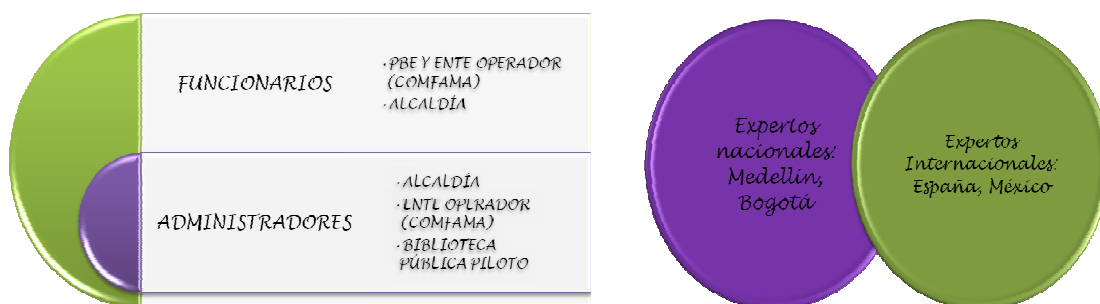 FUNCIONARIOS
·PBE Y ENTE OPERADOR
(COMFAMA)
·ALCALDÍA
ADMINISTRADORES
·ALCALDÍA
·ENTE OPERADOR
(COMFAMA)
·BIBLIOTECA
PÚBLICA PILOTO
Expertos
nacionales:
Medellín,
Bogotá
Expertos
Internacionales:
España, México